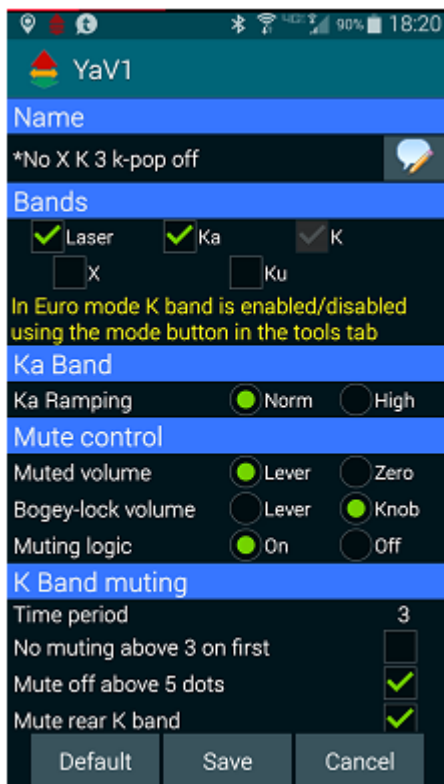 90% 18:20
YaV1
Name
*No X K 3 k-pop off
Bands
Laser Ka K
X Ku
In Euro mode K band is enabled/disabled
using the mode button in the tools tab
Ka Band
Ka Ramping Norm High
Mute control
Muted volume Lever Zero
Bogey-lock volume Lever Knob
Muting logic On Off
K Band muting
Time period 3
No muting above 3 on first
Mute off above 5 dots
Mute rear K band
Default Save Cancel